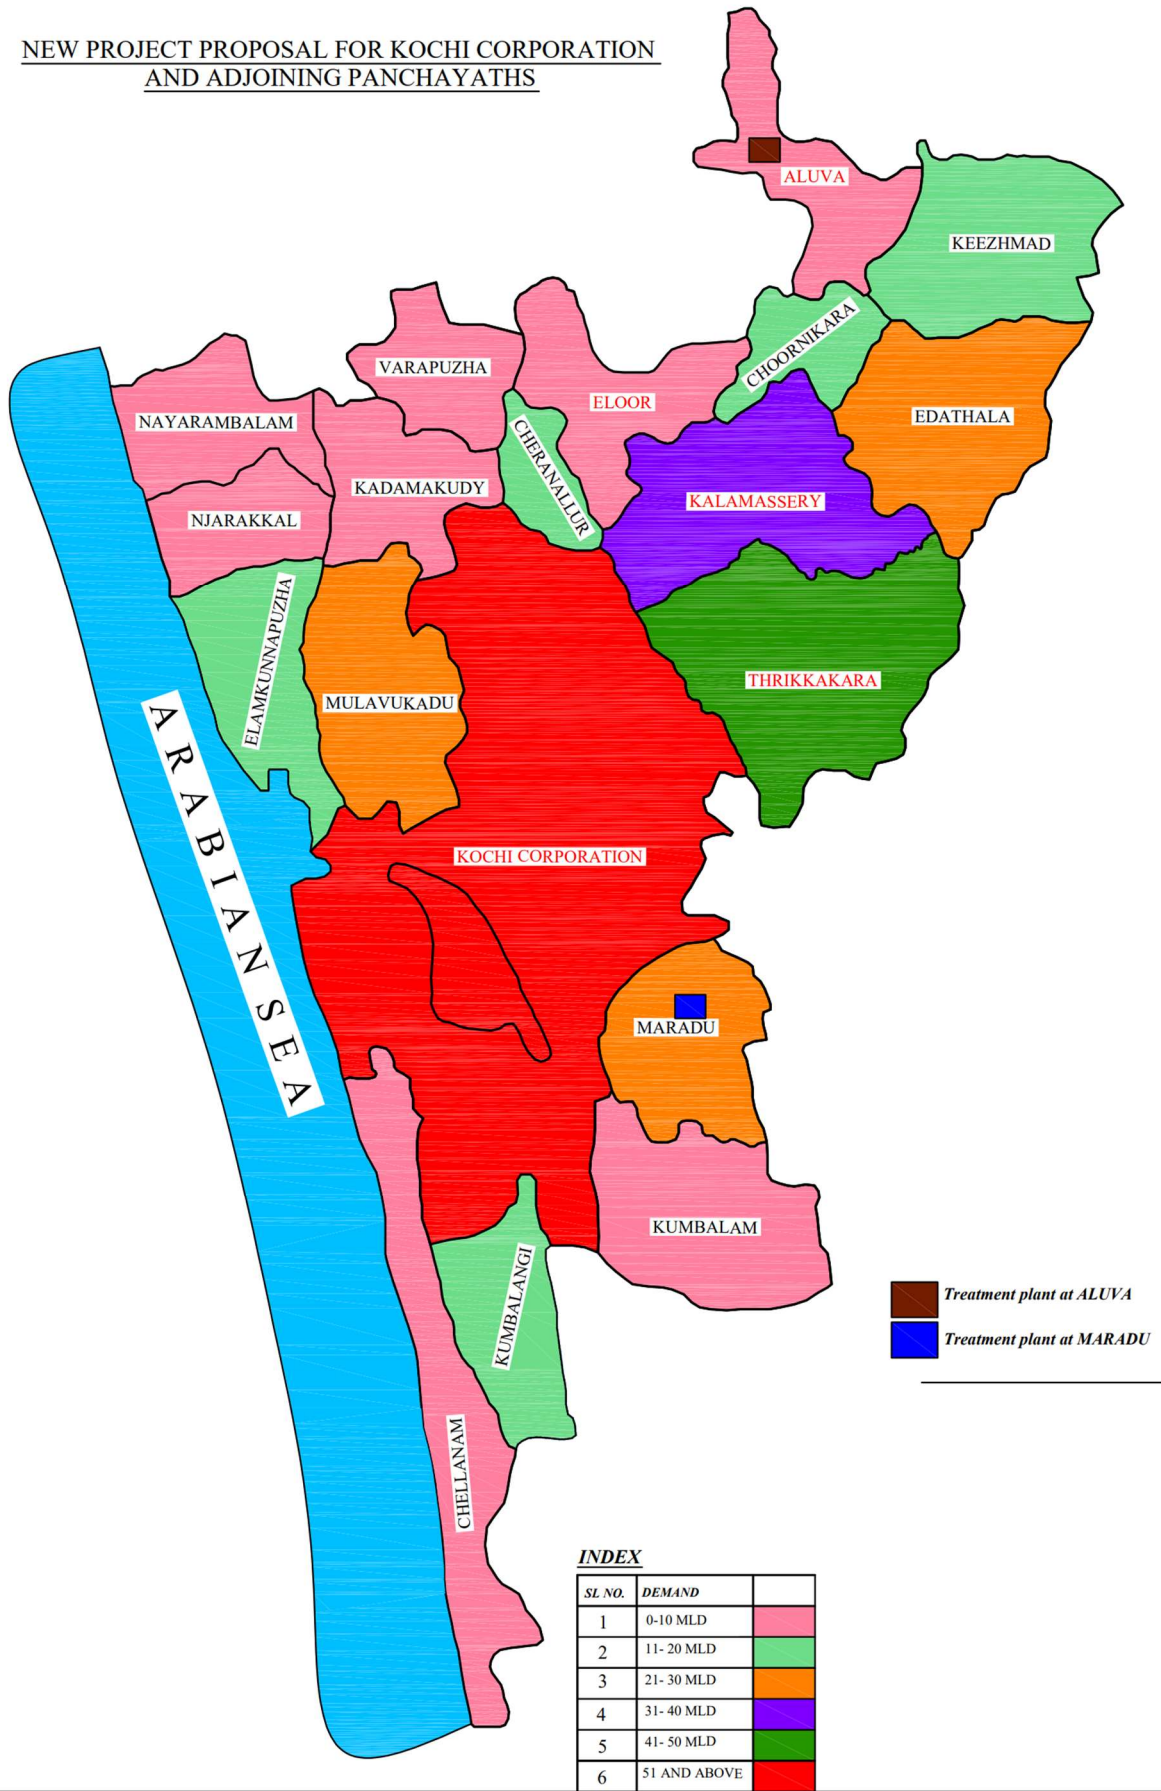 NEW PROJECT PROPOSAL FOR KOCHI CORPORATION
AND ADJOINING PANCHAYATHS
ALUVA
KEEZHMAD
CHOORNIKARA
VARAPUZHA
ELOOR
EDATHALA
NAYARAMBALAM
CHERANALLUR
KADAMAKUDY
KALAMASSERY
NJARAKKAL
ELAMKUNNAPUZHA
THRIKKAKARA
MULAVUKADU
ARABIAN SEA
KOCHI CORPORATION
MARADU
KUMBALAM
KUMBALANGI
CHELLANAM
Treatment plant at ALUVA
Treatment plant at MARADU
INDEX
SL NO. DEMAND
1 0-10 MLD
2 11- 20 MLD
3 21- 30 MLD
4 31- 40 MLD
5 41- 50 MLD
6 51 AND ABOVE